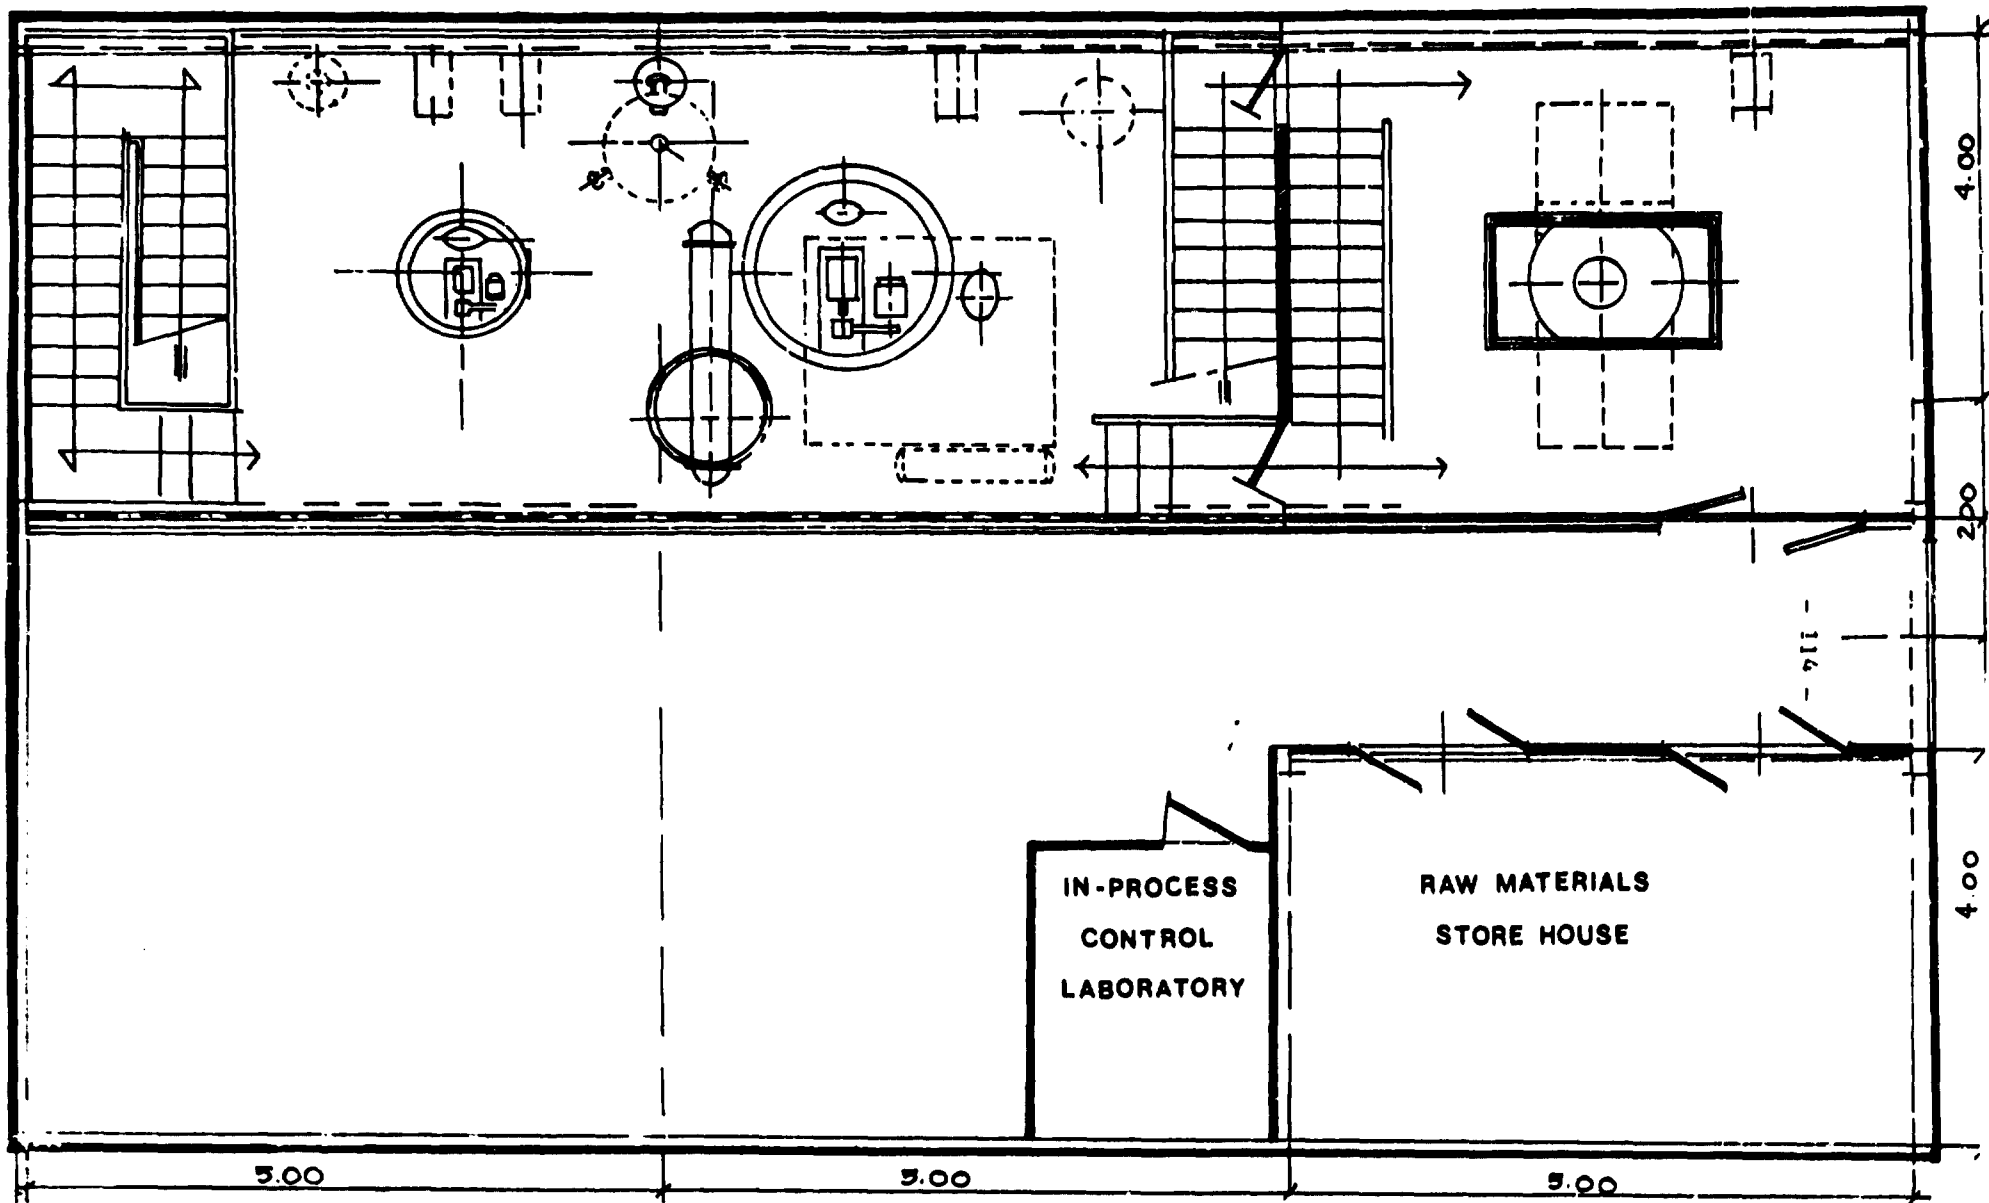 4.00
2.00
- 114 -
IN-PROCESS
CONTROL
LABORATORY
RAW MATERIALS
STORE HOUSE
4.00
5.00
5.00
5.00